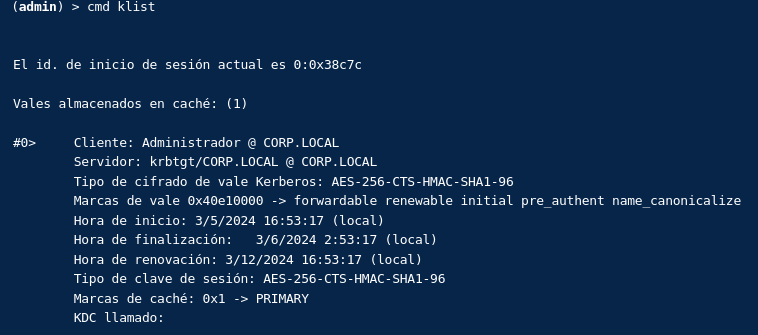 (admin) > cmd klist
El id. de inicio de sesión actual es 0:0x38c7c
Vales almacenados en caché: (1)
#0>     Cliente: Administrador @ CORP.LOCAL
        Servidor: krbtgt/CORP.LOCAL @ CORP.LOCAL
        Tipo de cifrado de vale Kerberos: AES-256-CTS-HMAC-SHA1-96
        Marcas de vale 0x40e10000 -> forwardable renewable initial pre_authent name_canonicalize
        Hora de inicio: 3/5/2024 16:53:17 (local)
        Hora de finalización:   3/6/2024 2:53:17 (local)
        Hora de renovación: 3/12/2024 16:53:17 (local)
        Tipo de clave de sesión: AES-256-CTS-HMAC-SHA1-96
        Marcas de caché: 0x1 -> PRIMARY
        KDC llamado: